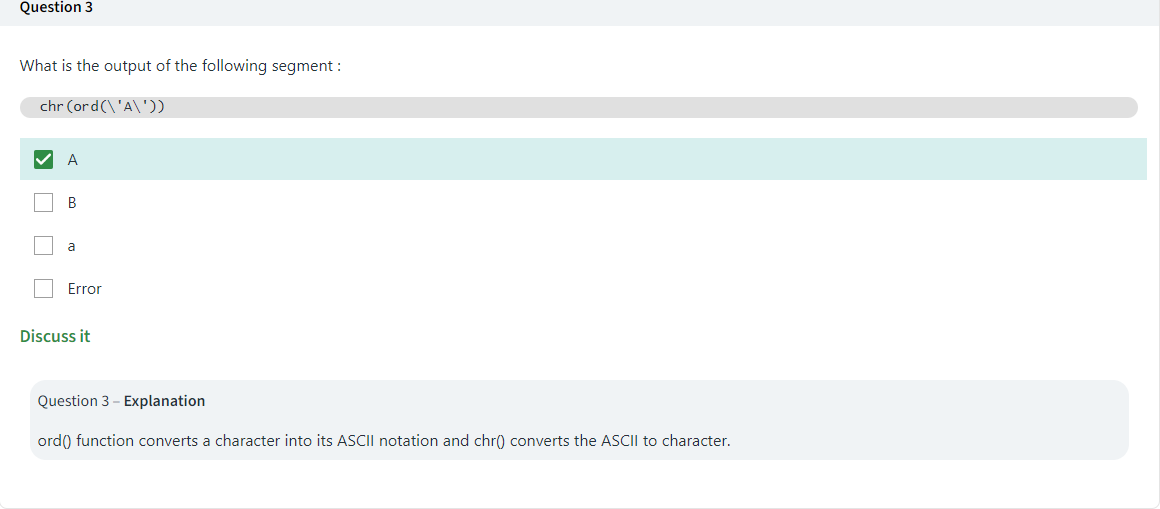 Question 3
What is the output of the following segment :
chr(ord(\'A\'))
A
B
a
Error
Discuss it
Question 3 – Explanation
ord() function converts a character into its ASCII notation and chr() converts the ASCII to character.